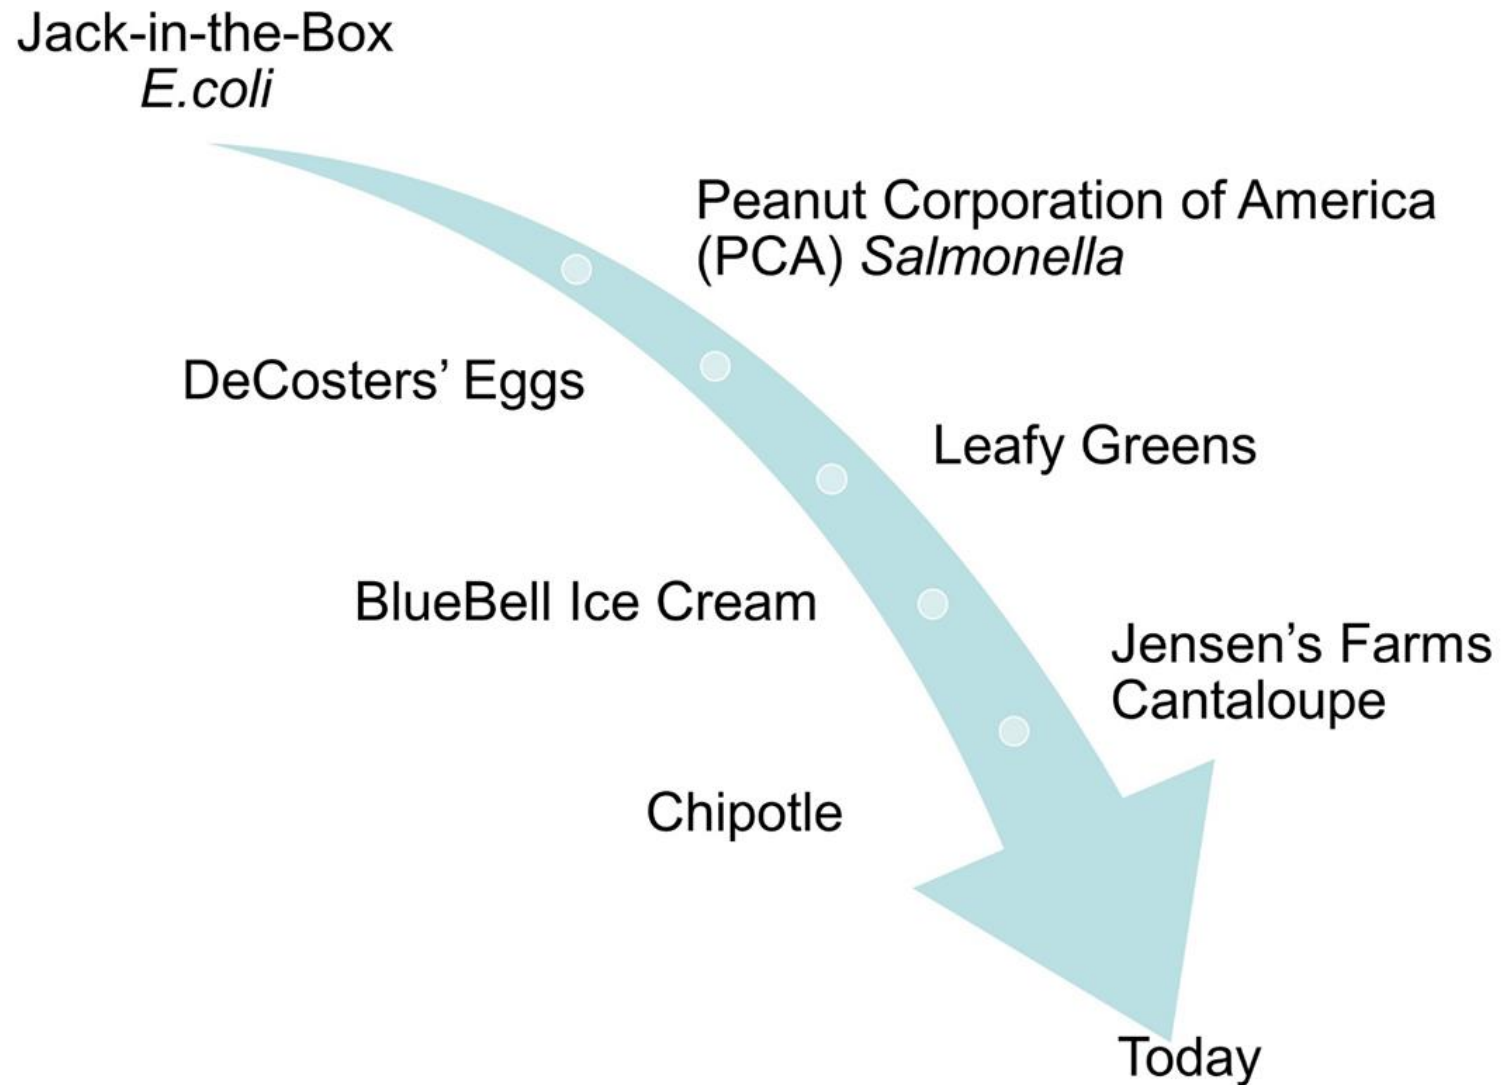 Jack-in-the-Box
E.coli
Peanut Corporation of America
(PCA) Salmonella
DeCosters’ Eggs
Leafy Greens
BlueBell Ice Cream
Jensen’s Farms
Cantaloupe
Chipotle
Today